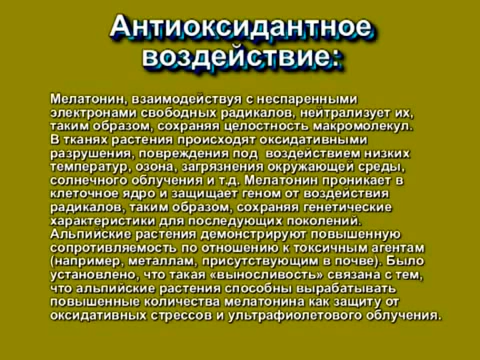 Антиоксидантное
воздействие:
Мелатонин, взаимодействуя с неспаренными
электронами свободных радикалов, нейтрализует их,
таким образом, сохраняя целостность макромолекул.
В тканях растения происходят оксидативными
разрушения, повреждения под воздействием низких
температур, озона, загрязнения окружающей среды,
солнечного облучения и т.д. Мелатонин проникает в
клеточное ядро и защищает геном от воздействия
радикалов, таким образом, сохраняя генетические
характеристики для последующих поколений.
Альпийские растения демонстрируют повышенную
сопротивляемость по отношению к токсичным агентам
(например, металлам, присутствующим в почве). Было
установлено, что такая «выносливость» связана с тем,
что альпийские растения способны вырабатывать
повышенные количества мелатонина как защиту от
оксидативных стрессов и ультрафиолетового облучения.